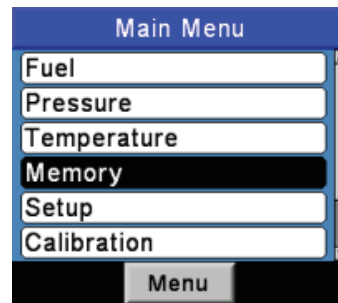 Main Menu
Fuel
Pressure
Temperature
Memory
Setup
Calibration
Menu